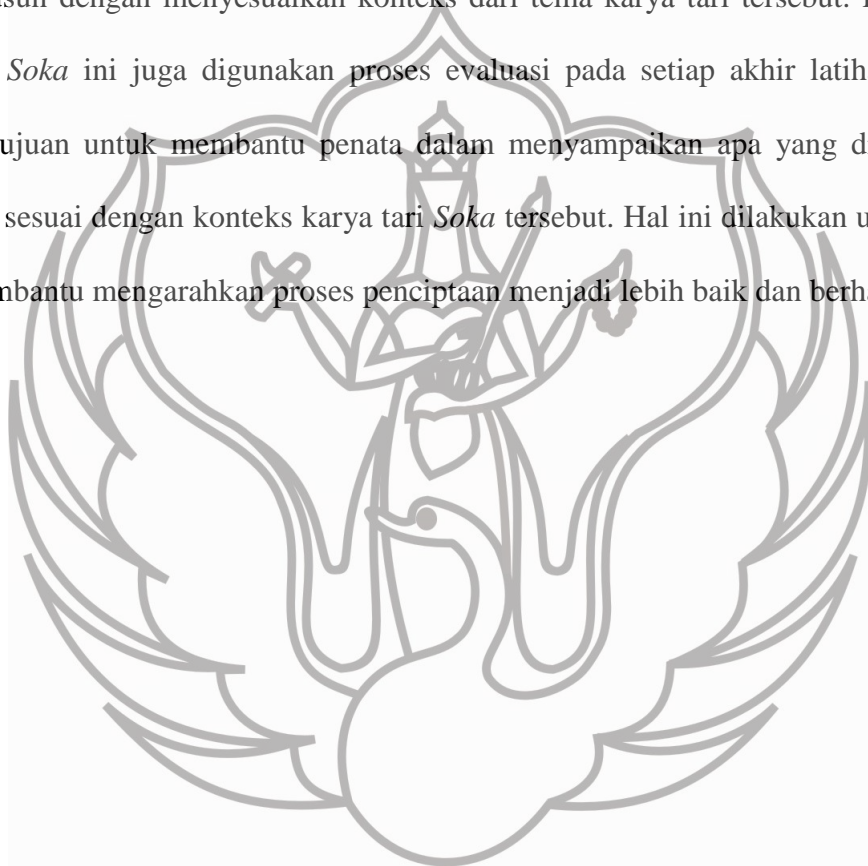 dengan menyesuaikan konteks dari tema karya tari tersebut.
Soka ini juga digunakan proses evaluasi pada setiap akhir
untuk membantu penata dalam menyampaikan apa yang
sesuai dengan konteks karya tari Soka tersebut. Hal ini dilakukan
mengarahkan proses penciptaan menjadi lebih baik dan